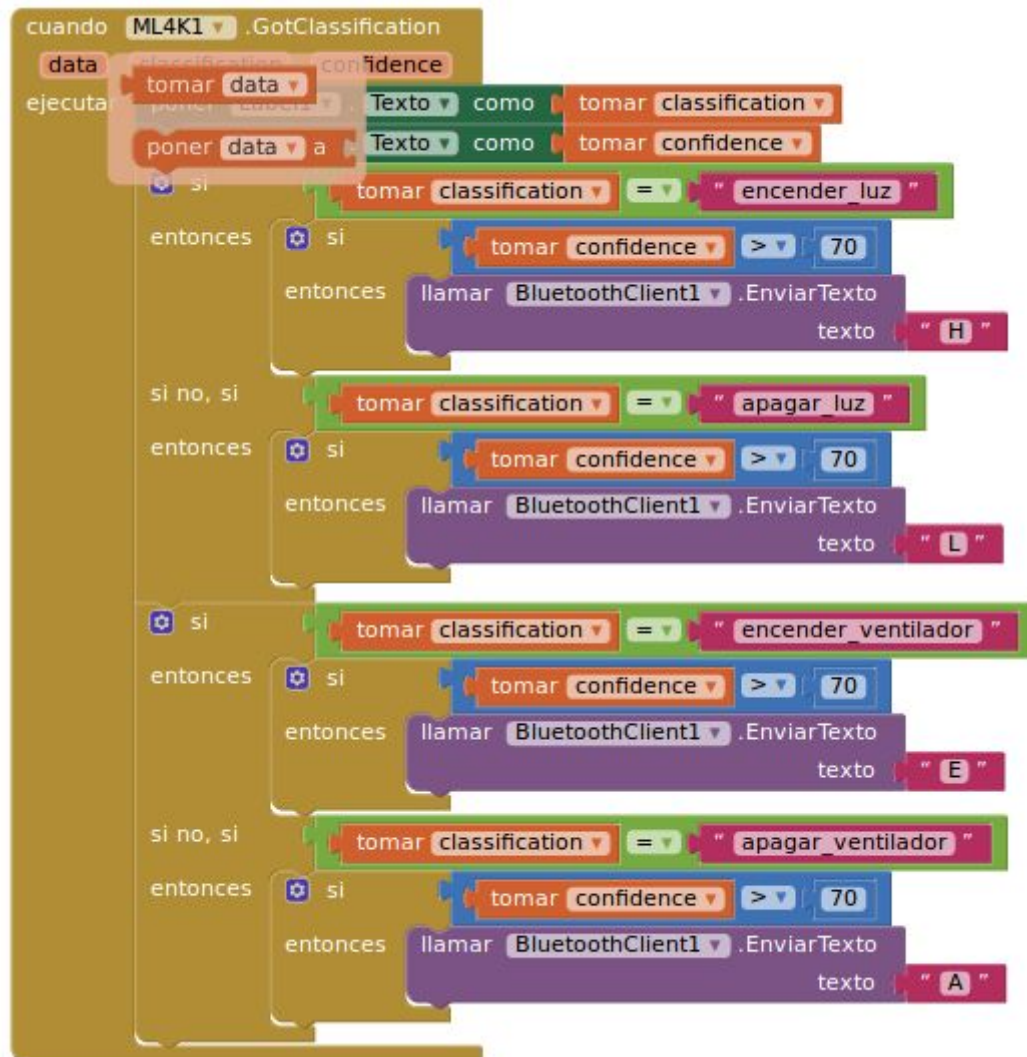 cuando ML4K1 .GotClassification
data classification confidence
tomar data
ejecutar poner Label1 . Texto como tomar classification
poner data a Texto como tomar confidence
si tomar classification = " encender_luz "
entonces si tomar confidence > 70
entonces llamar BluetoothClient1 .EnviarTexto
texto " H "
si no, si tomar classification = " apagar_luz "
entonces si tomar confidence > 70
entonces llamar BluetoothClient1 .EnviarTexto
texto " L "
si tomar classification = " encender_ventilador "
entonces si tomar confidence > 70
entonces llamar BluetoothClient1 .EnviarTexto
texto " E "
si no, si tomar classification = " apagar_ventilador "
entonces si tomar confidence > 70
entonces llamar BluetoothClient1 .EnviarTexto
texto " A "